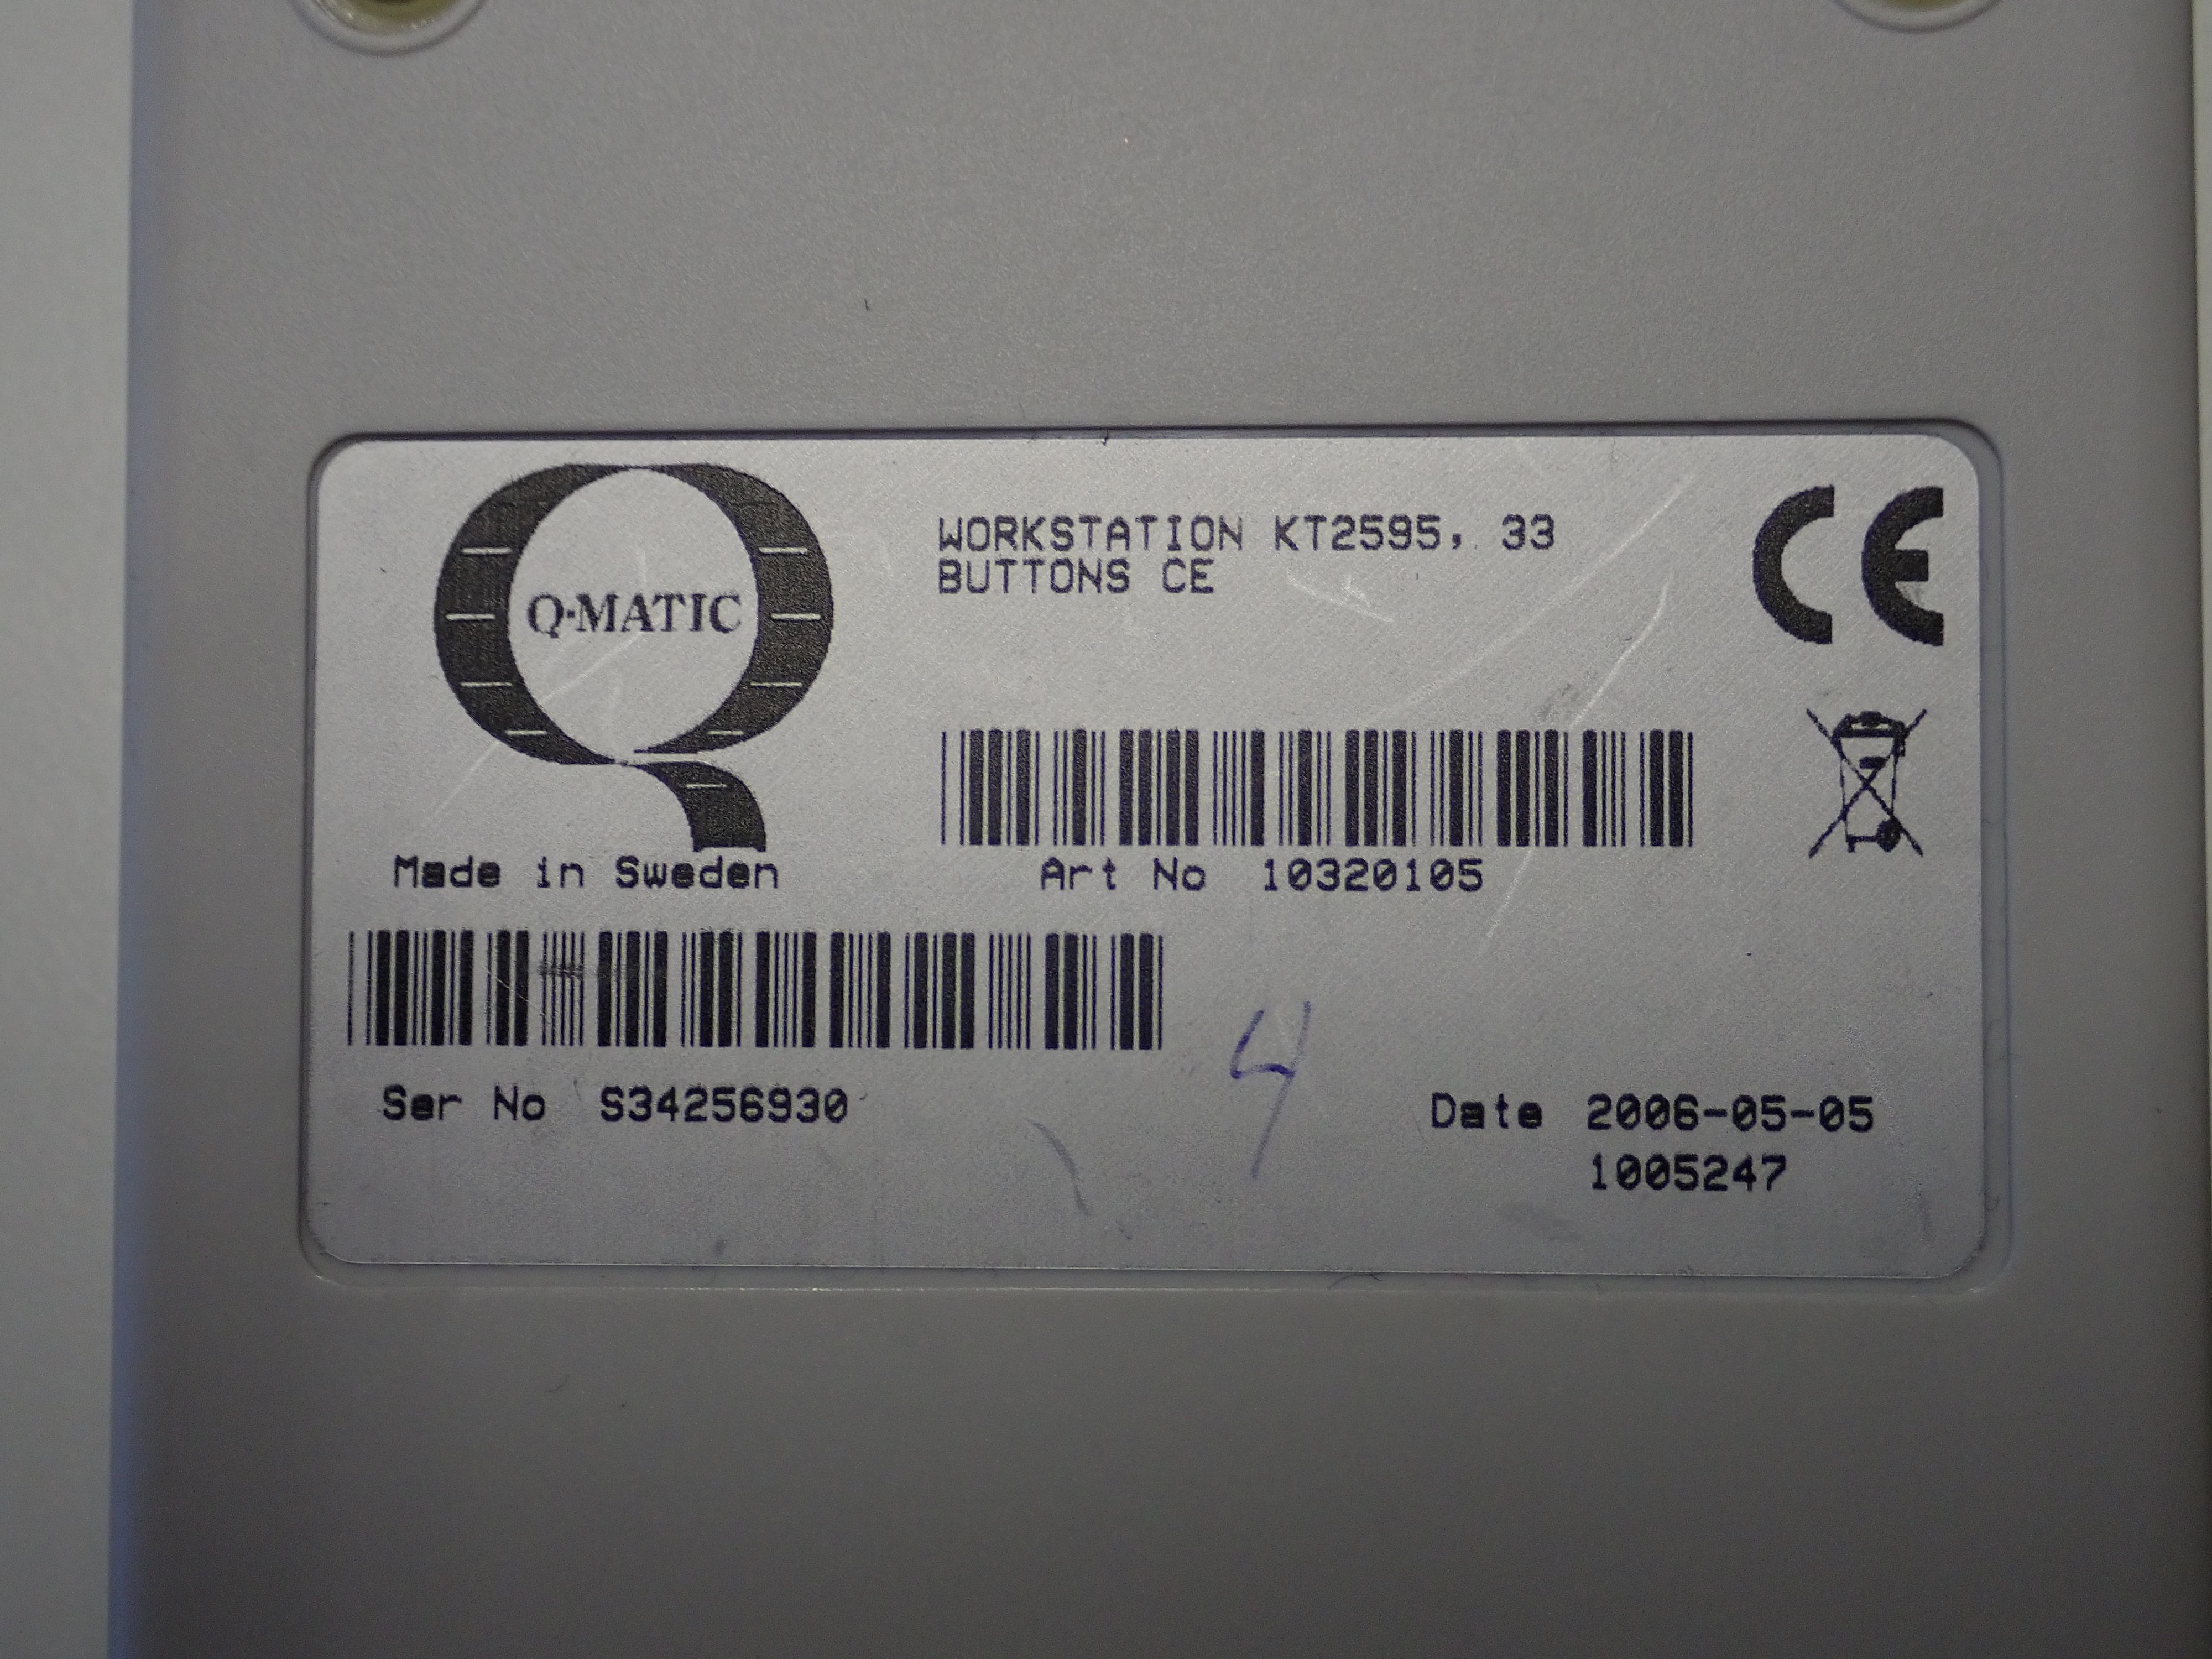 Q-MATIC
WORKSTATION KT2595, 33
BUTTONS CE
CE
Made in Sweden
Art No 10320105
Ser No S34256930
4
Date 2006-05-05
1005247